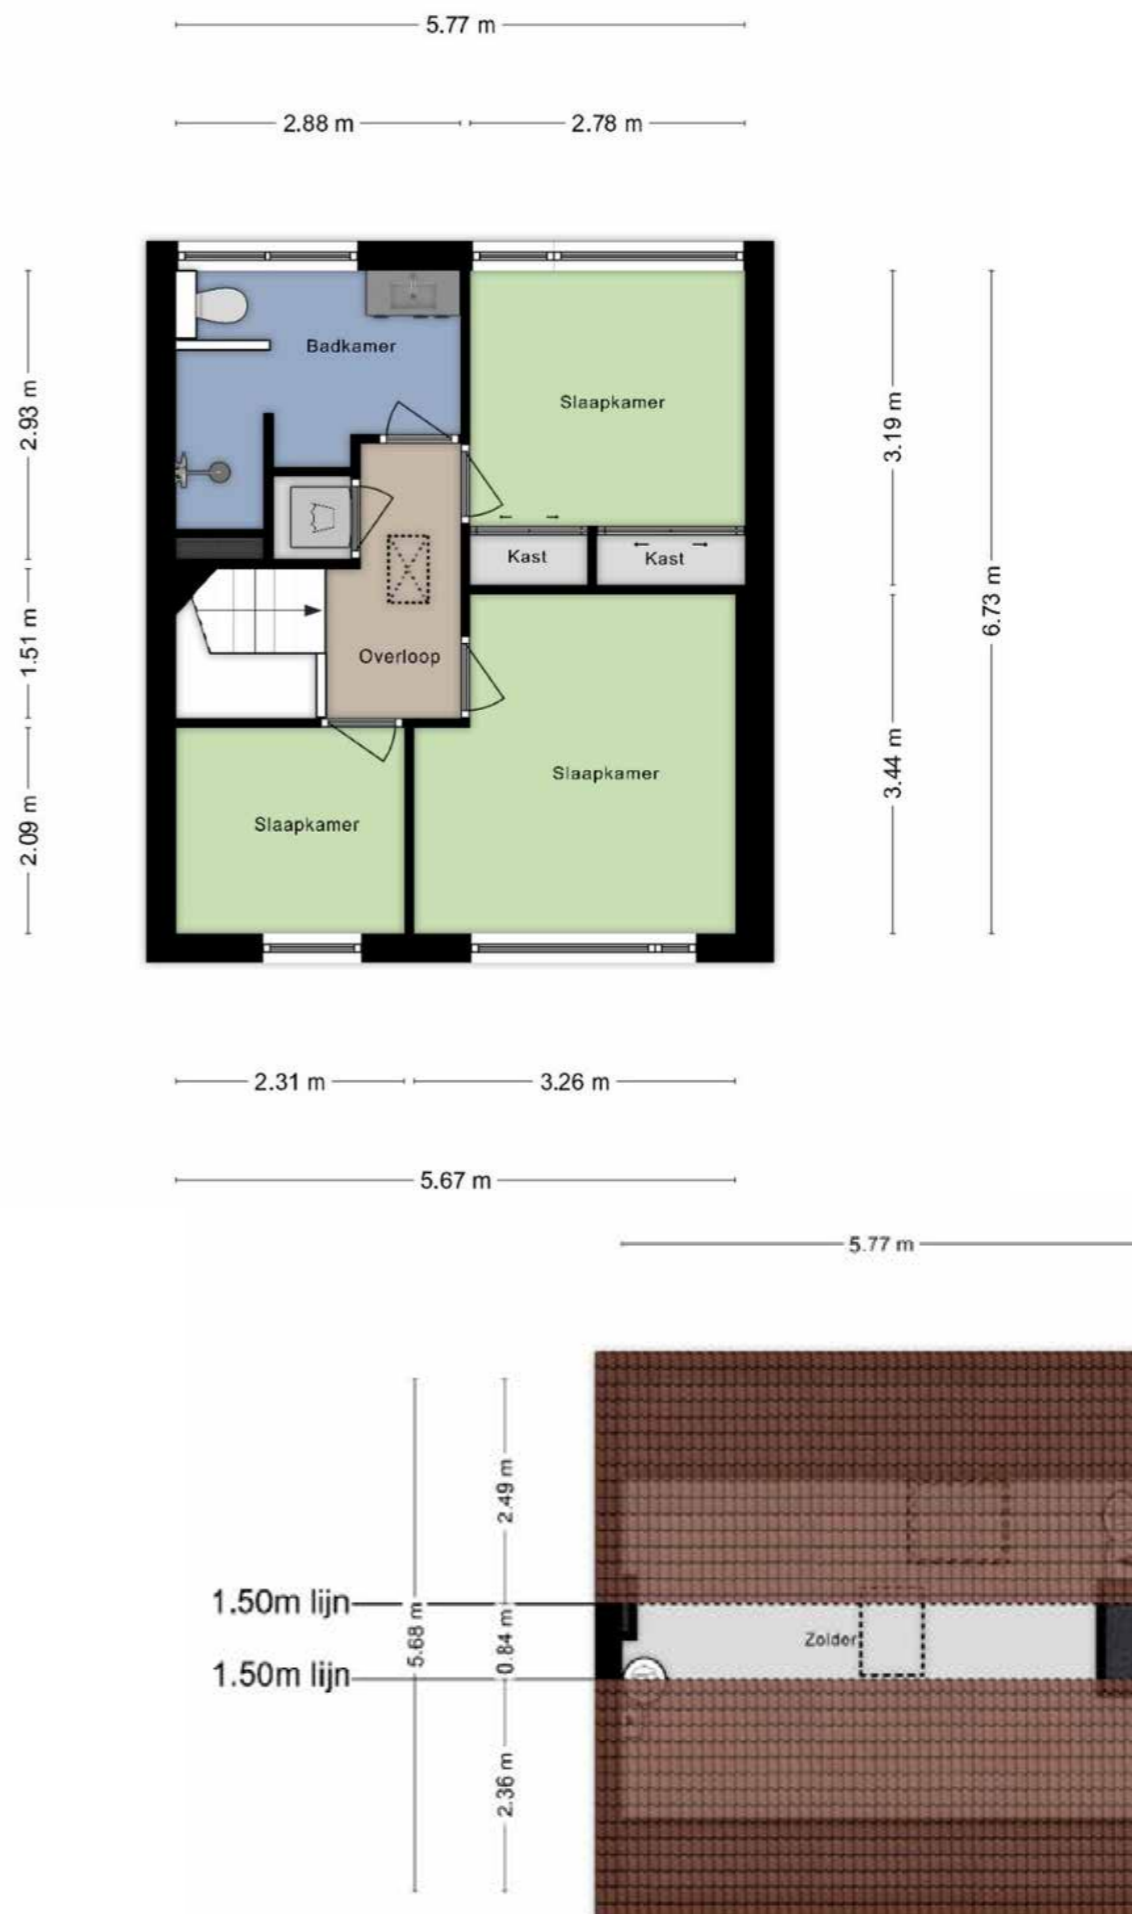 5.77 m
2.88 m
2.78 m
Badkamer
Slaapkamer
2.93 m
3.19 m
Kast
Kast
6.73 m
1.51 m
Overloop
Slaapkamer
3.44 m
Slaapkamer
2.09 m
2.31 m
3.26 m
5.67 m
5.77 m
2.49 m
1.50m lijn
5.68 m
0.84 m
Zolder
1.50m lijn
2.36 m